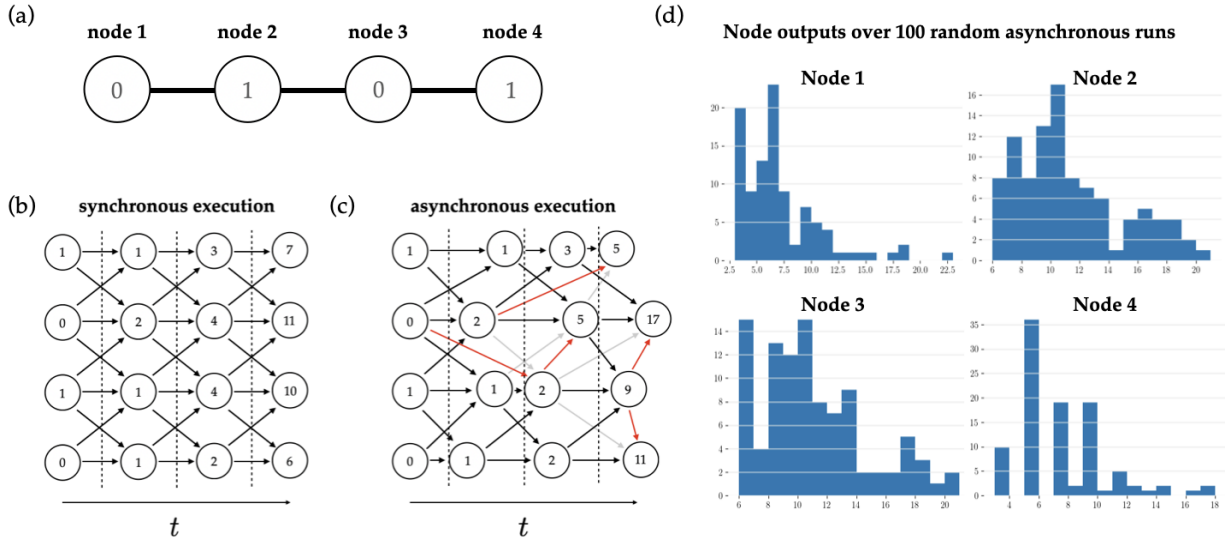 (a)
node 1 node 2 node 3 node 4
0 1 0 1
(b)
synchronous execution
1 1 3 7
0 2 4 11
1 1 4 10
0 1 2 6
t
(c)
asynchronous execution
1 1 3 5
0 2 5 17
1 1 2 9
0 1 2 11
t
(d)
Node outputs over 100 random asynchronous runs
Node 1
20
15
10
5
0
2.5 5.0 7.5 10.0 12.5 15.0 17.5 20.0 22.5
Node 2
16
14
12
10
8
6
4
2
0
6 8 10 12 14 16 18 20
Node 3
14
12
10
8
6
4
2
0
6 8 10 12 14 16 18 20
Node 4
35
30
25
20
15
10
5
0
4 6 8 10 12 14 16 18